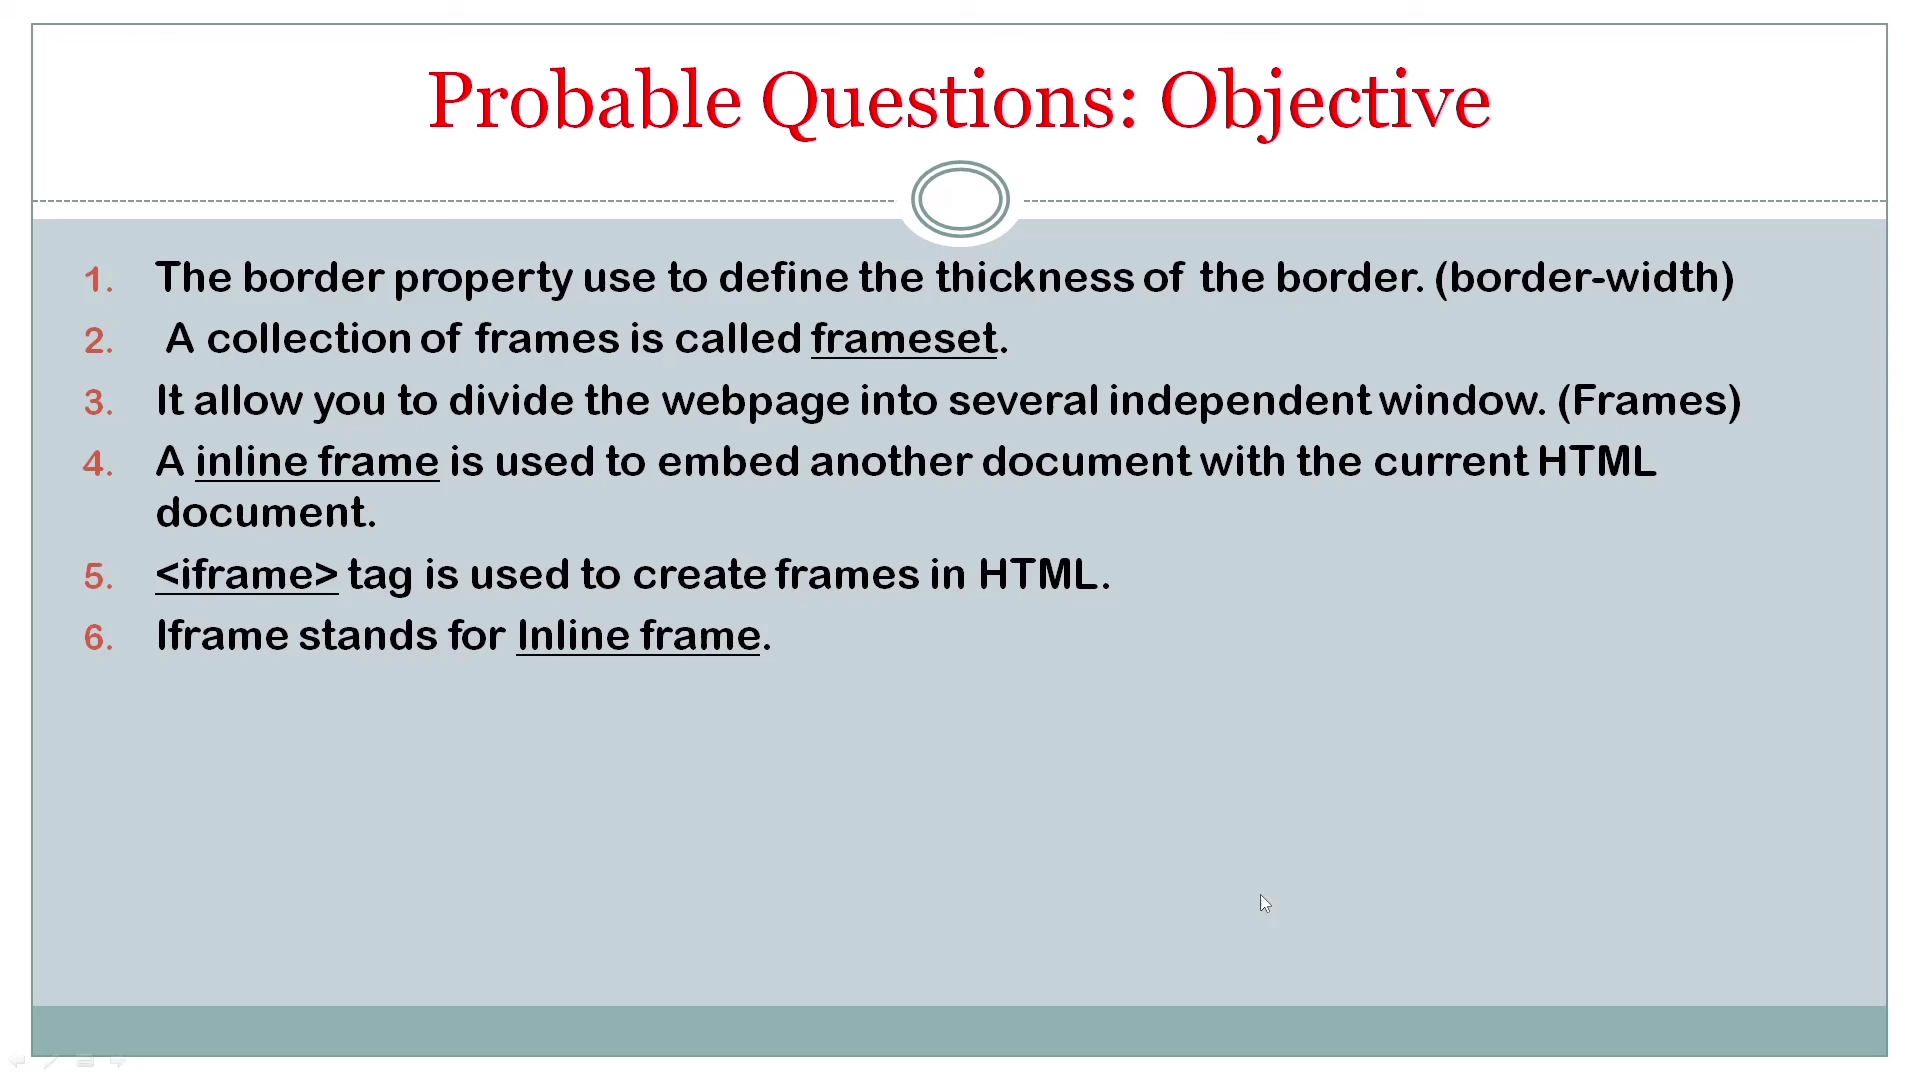 Probable Questions: Objective
1. The border property use to define the thickness of the border. (border-width)
2. A collection of frames is called frameset.
3. It allow you to divide the webpage into several independent window. (Frames)
4. A inline frame is used to embed another document with the current HTML
document.
5. <iframe> tag is used to create frames in HTML.
6. Iframe stands for Inline frame.